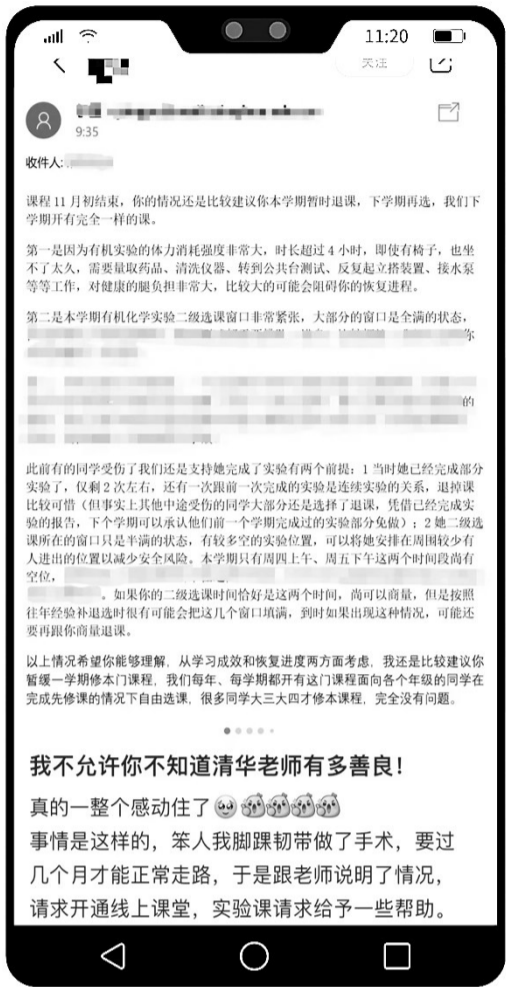 11:20
关注
9:35
收件人:
课程 11 月初结束，你的情况还是比较建议你本学期暂时退课，下学期再选，我们下
学期开有完全一样的课。
第一是因为有机实验的体力消耗强度非常大，时长超过 4 小时，即使有椅子，也坐
不了太久，需要量取药品、清洗仪器、转到公共台测试、反复起立搭装置、接水泵
等等工作，对健康的腿负担非常大，比较大的可能会阻碍你的恢复进程。
第二是本学期有机化学实验二级选课窗口非常紧张，大部分的窗口是全满的状态，
你
的
此前有的同学受伤了我们还是支持她完成了实验有两个前提：1 当时她已经完成部分
实验了，仅剩 2 次左右，还有一次跟前一次完成的实验是连续实验的关系，退掉课
比较可惜（但事实上其他中途受伤的同学大部分还是选择了退课，凭借已经完成实
验的报告，下个学期可以承认他们前一个学期完成过的实验部分免做）；2 她二级选
课所在的窗口只是半满的状态，有较多空的实验位置，可以将她安排在周围较少有
人进出的位置以减少安全风险。本学期只有周四上午、周五下午这两个时间段尚有
空位，
。如果你的二级选课时间恰好是这两个时间，尚可以商量，但是按照
往年经验补退选时很有可能会把这几个窗口填满，到时如果出现这种情况，可能还
要再跟你商量退课。
以上情况希望你能够理解，从学习成效和恢复进度两方面考虑，我还是比较建议你
暂缓一学期修本门课程，我们每年、每学期都开有这门课程面向各个年级的同学在
完成先修课的情况下自由选课，很多同学大三大四才修本课程，完全没有问题。
我不允许你不知道清华老师有多善良！
真的一整个感动住了
事情是这样的，笨人我脚踝韧带做了手术，要过
几个月才能正常走路，于是跟老师说明了情况，
请求开通线上课堂，实验课请求给予一些帮助。